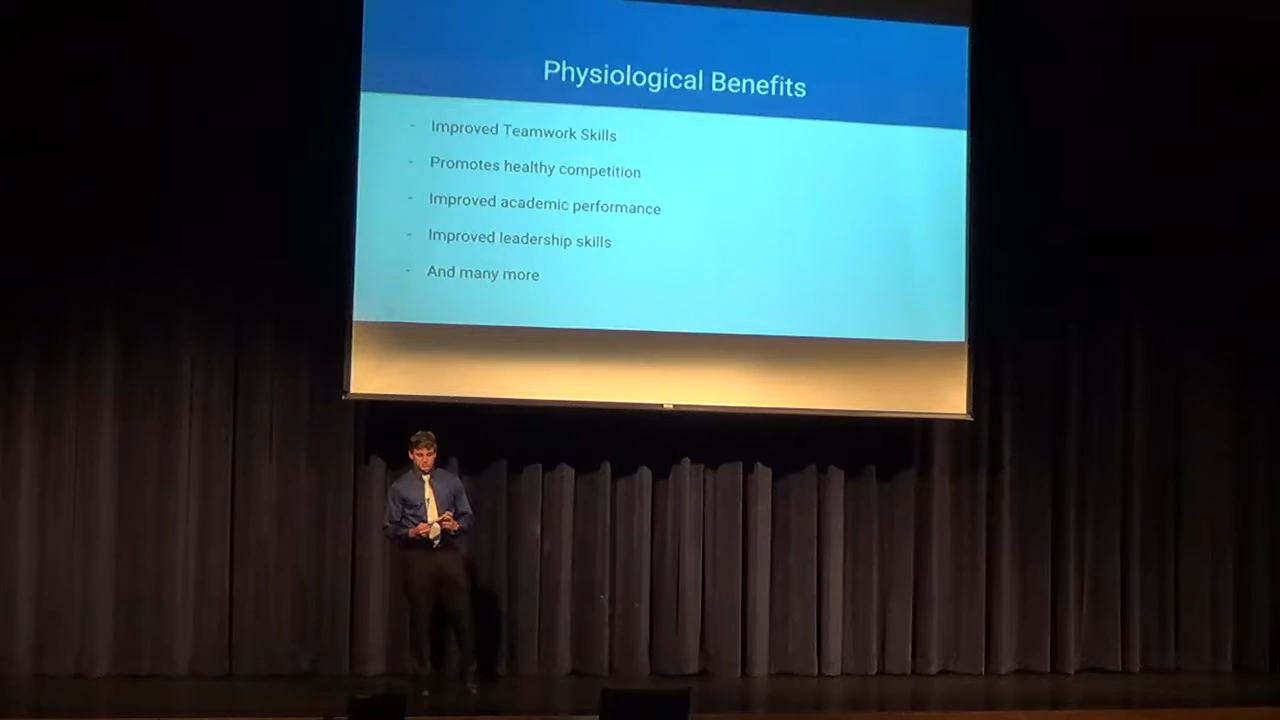 Physiological Benefits
- Improved Teamwork Skills
- Promotes healthy competition
- Improved academic performance
- Improved leadership skills
- And many more